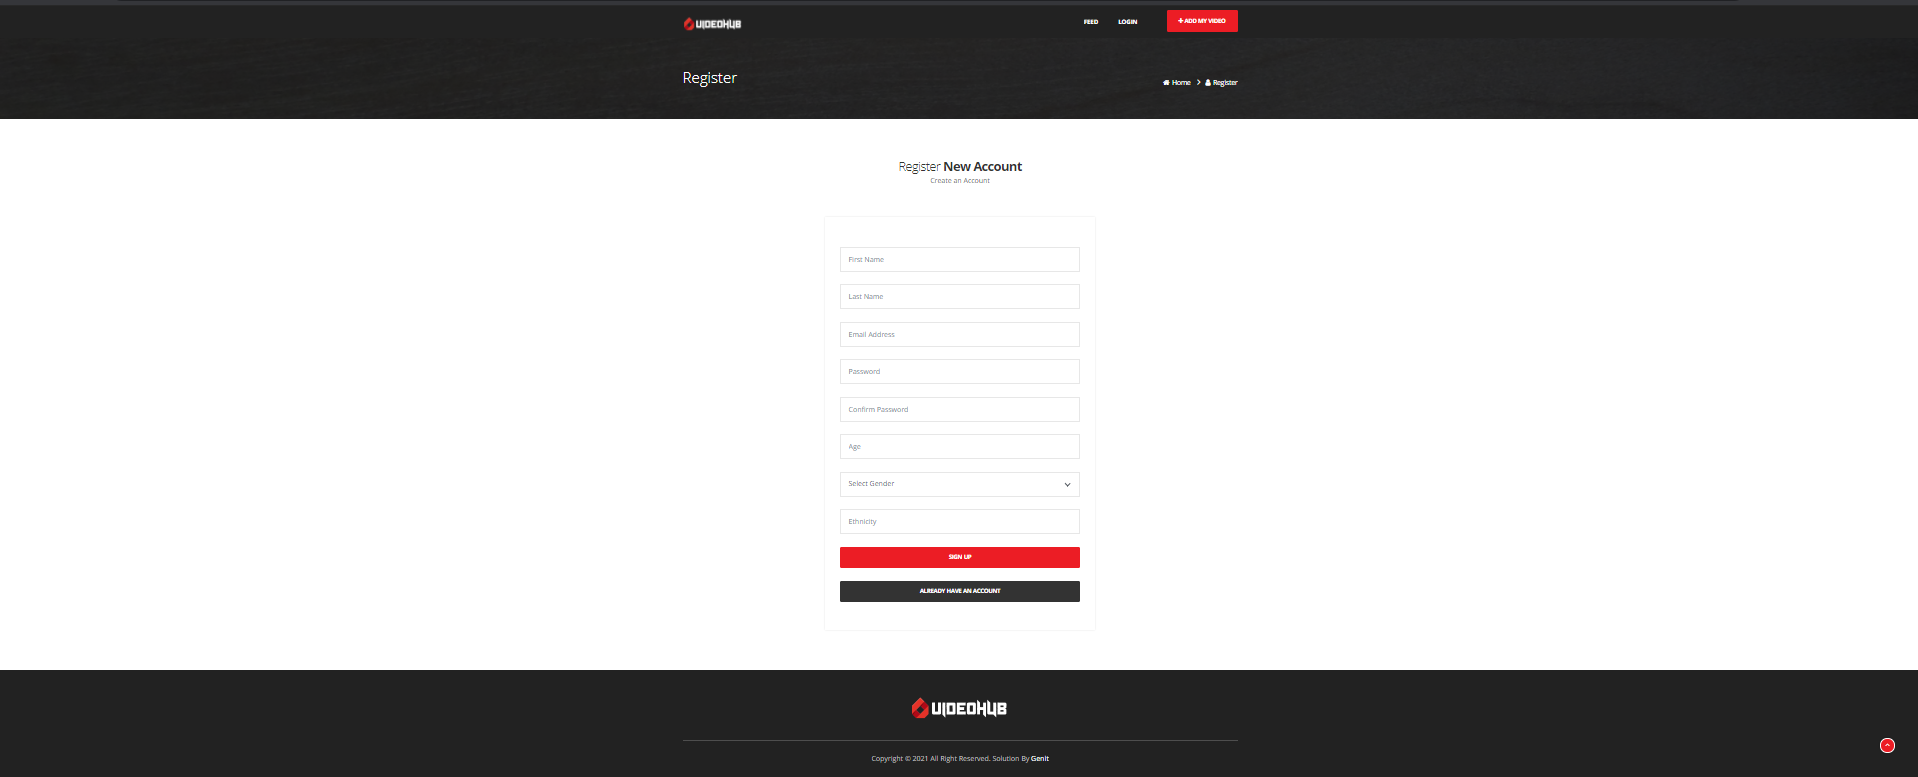 VIDEOHUB
FEED LOGIN + ADD MY VIDEO
Register
Home > Register
Register New Account
Create an Account
First Name
Last Name
Email Address
Password
Confirm Password
Age
Select Gender
Ethnicity
SIGN UP
ALREADY HAVE AN ACCOUNT
VIDEOHUB
Copyright © 2021 All Right Reserved. Solution By GenIt